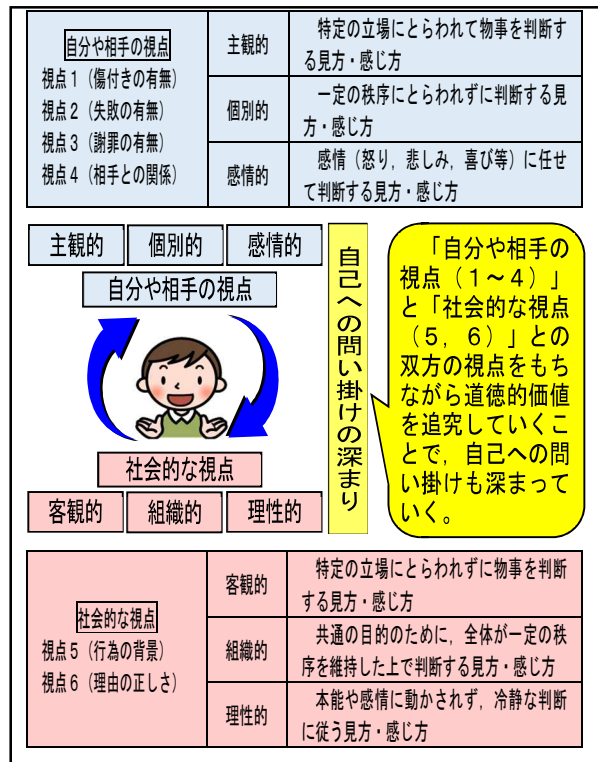 自分や相手の視点
視点１（傷付きの有無）
視点２（失敗の有無）
視点３（謝罪の有無）
視点４（相手との関係）
主観的
特定の立場にとらわれて物事を判断す
る見方・感じ方
個別的
一定の秩序にとらわれずに判断する見
方・感じ方
感情的
感情（怒り，悲しみ，喜び等）に任せ
て判断する見方・感じ方
主観的
個別的
感情的
自分や相手の視点
社会的な視点
客観的
組織的
理性的
自己への問い掛けの深まり
「自分や相手の
視点（１～４）」
と「社会的な視点
（５，６）」との
双方の視点をもち
ながら道徳的価値
を追究していくこ
とで，自己への問
い掛けも深まって
いく。
社会的な視点
視点５（行為の背景）
視点６（理由の正しさ）
客観的
特定の立場にとらわれずに物事を判断
する見方・感じ方
組織的
共通の目的のために，全体が一定の秩
序を維持した上で判断する見方・感じ方
理性的
本能や感情に動かされず，冷静な判断
に従う見方・感じ方